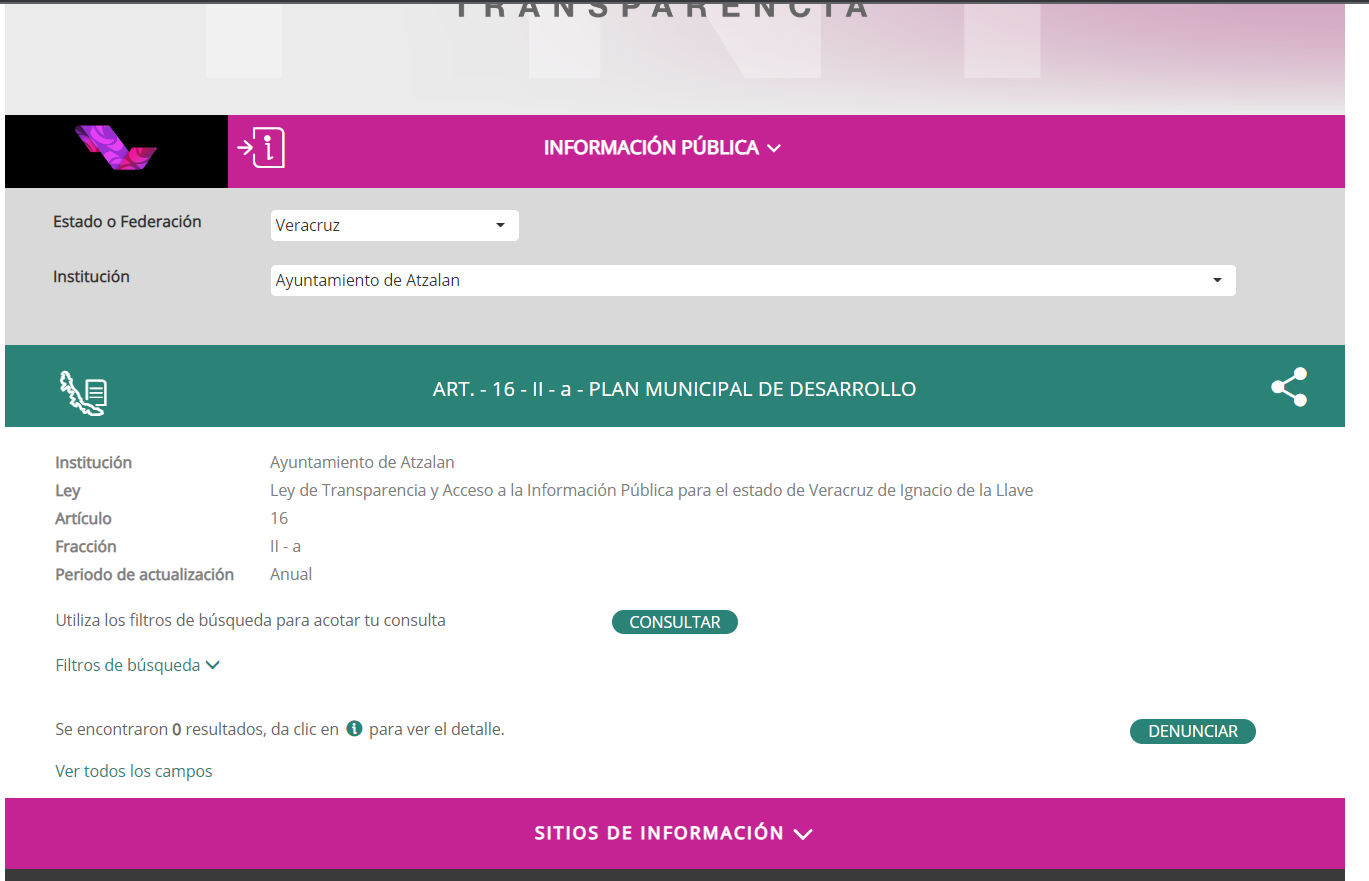 TRANSPARENCIA
INFORMACIÓN PÚBLICA
Estado o Federación
Veracruz
Institución
Ayuntamiento de Atzalan
ART. - 16 - II - a - PLAN MUNICIPAL DE DESARROLLO
Institución Ayuntamiento de Atzalan
Ley Ley de Transparencia y Acceso a la Información Pública para el estado de Veracruz de Ignacio de la Llave
Artículo 16
Fracción II - a
Periodo de actualización Anual
Utiliza los filtros de búsqueda para acotar tu consulta CONSULTAR
Filtros de búsqueda
Se encontraron 0 resultados, da clic en i para ver el detalle. DENUNCIAR
Ver todos los campos
SITIOS DE INFORMACIÓN